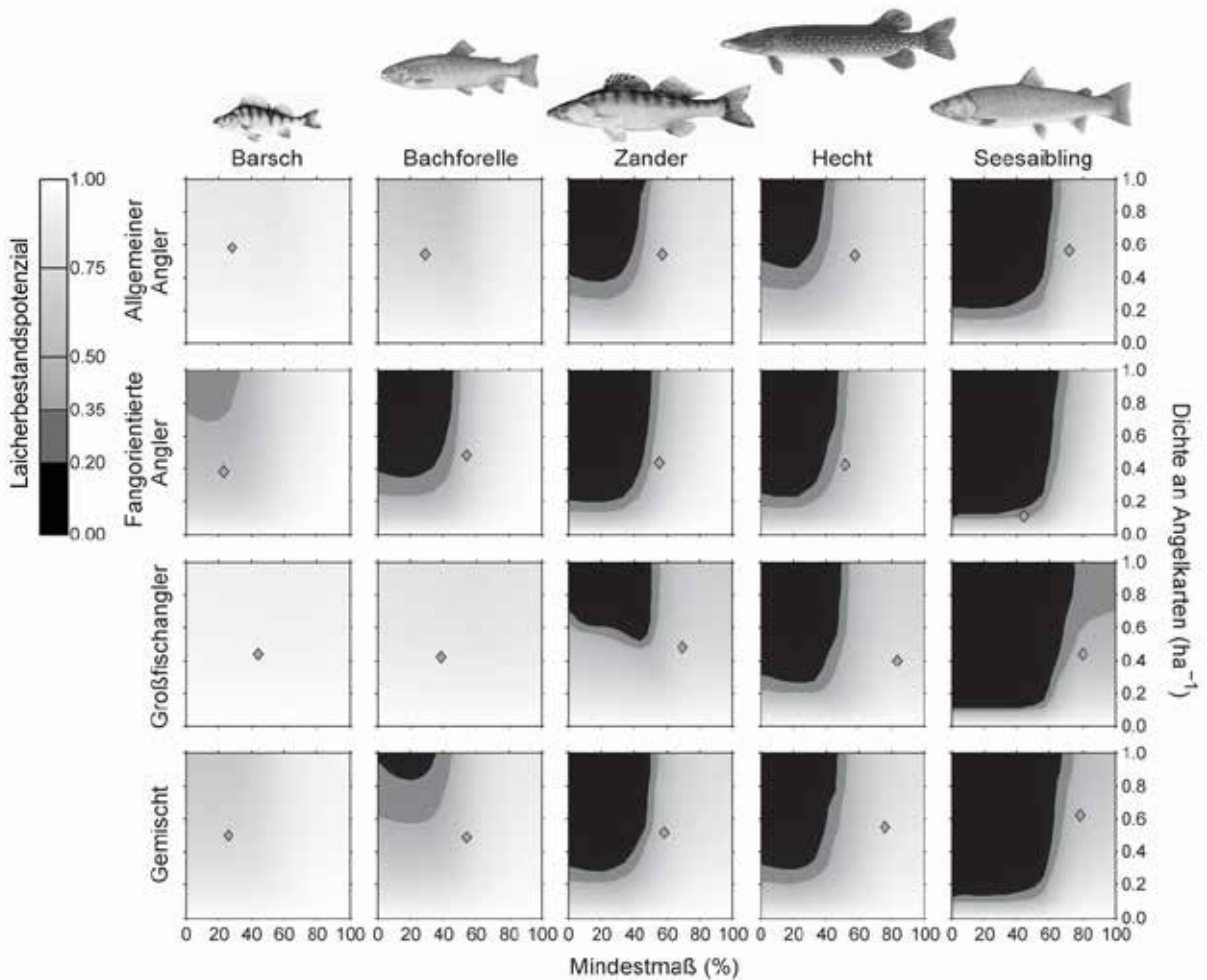 Barsch Bachforelle Zander Hecht Seesaibling
Laicherbestandspotenzial
1.00
0.75
0.50
0.35
0.20
0.00
Allgemeiner
Angler
1.0
0.8
0.6
0.4
0.2
0.0
Fangorientierte
Angler
1.0
0.8
0.6
0.4
0.2
0.0
Großfischangler
1.0
0.8
0.6
0.4
0.2
0.0
Gemischt
1.0
0.8
0.6
0.4
0.2
0.0
Dichte an Angelkarten (ha⁻¹)
0 20 40 60 80 100 0 20 40 60 80 100 0 20 40 60 80 100 0 20 40 60 80 100 0 20 40 60 80 100
Mindestmaß (%)